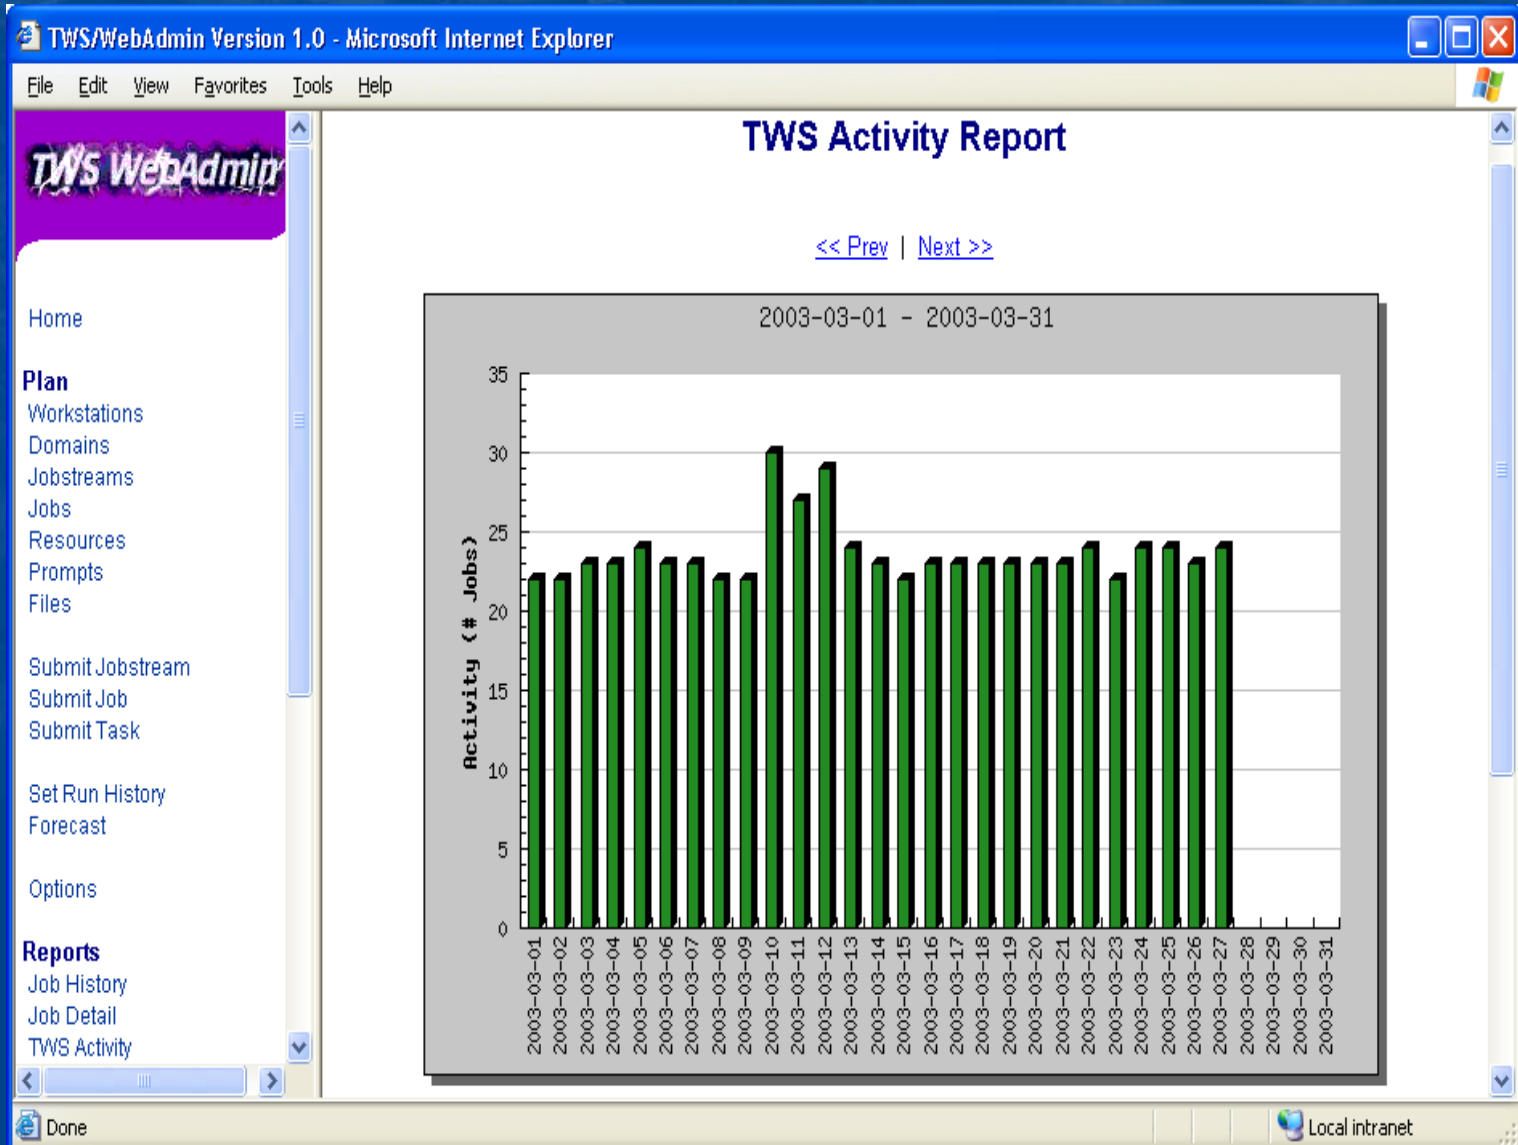 TWS/WebAdmin Version 1.0 - Microsoft Internet Explorer
File Edit View Favorites Tools Help
TWS WebAdmin
Home
Plan
Workstations
Domains
Jobstreams
Jobs
Resources
Prompts
Files
Submit Jobstream
Submit Job
Submit Task
Set Run History
Forecast
Options
Reports
Job History
Job Detail
TWS Activity
TWS Activity Report
<< Prev | Next >>
2003-03-01 - 2003-03-31
Activity (# Jobs)
35
30
25
20
15
10
5
0
2003-03-01
2003-03-02
2003-03-03
2003-03-04
2003-03-05
2003-03-06
2003-03-07
2003-03-08
2003-03-09
2003-03-10
2003-03-11
2003-03-12
2003-03-13
2003-03-14
2003-03-15
2003-03-16
2003-03-17
2003-03-18
2003-03-19
2003-03-20
2003-03-21
2003-03-22
2003-03-23
2003-03-24
2003-03-25
2003-03-26
2003-03-27
2003-03-28
2003-03-29
2003-03-30
2003-03-31
Done
Local intranet